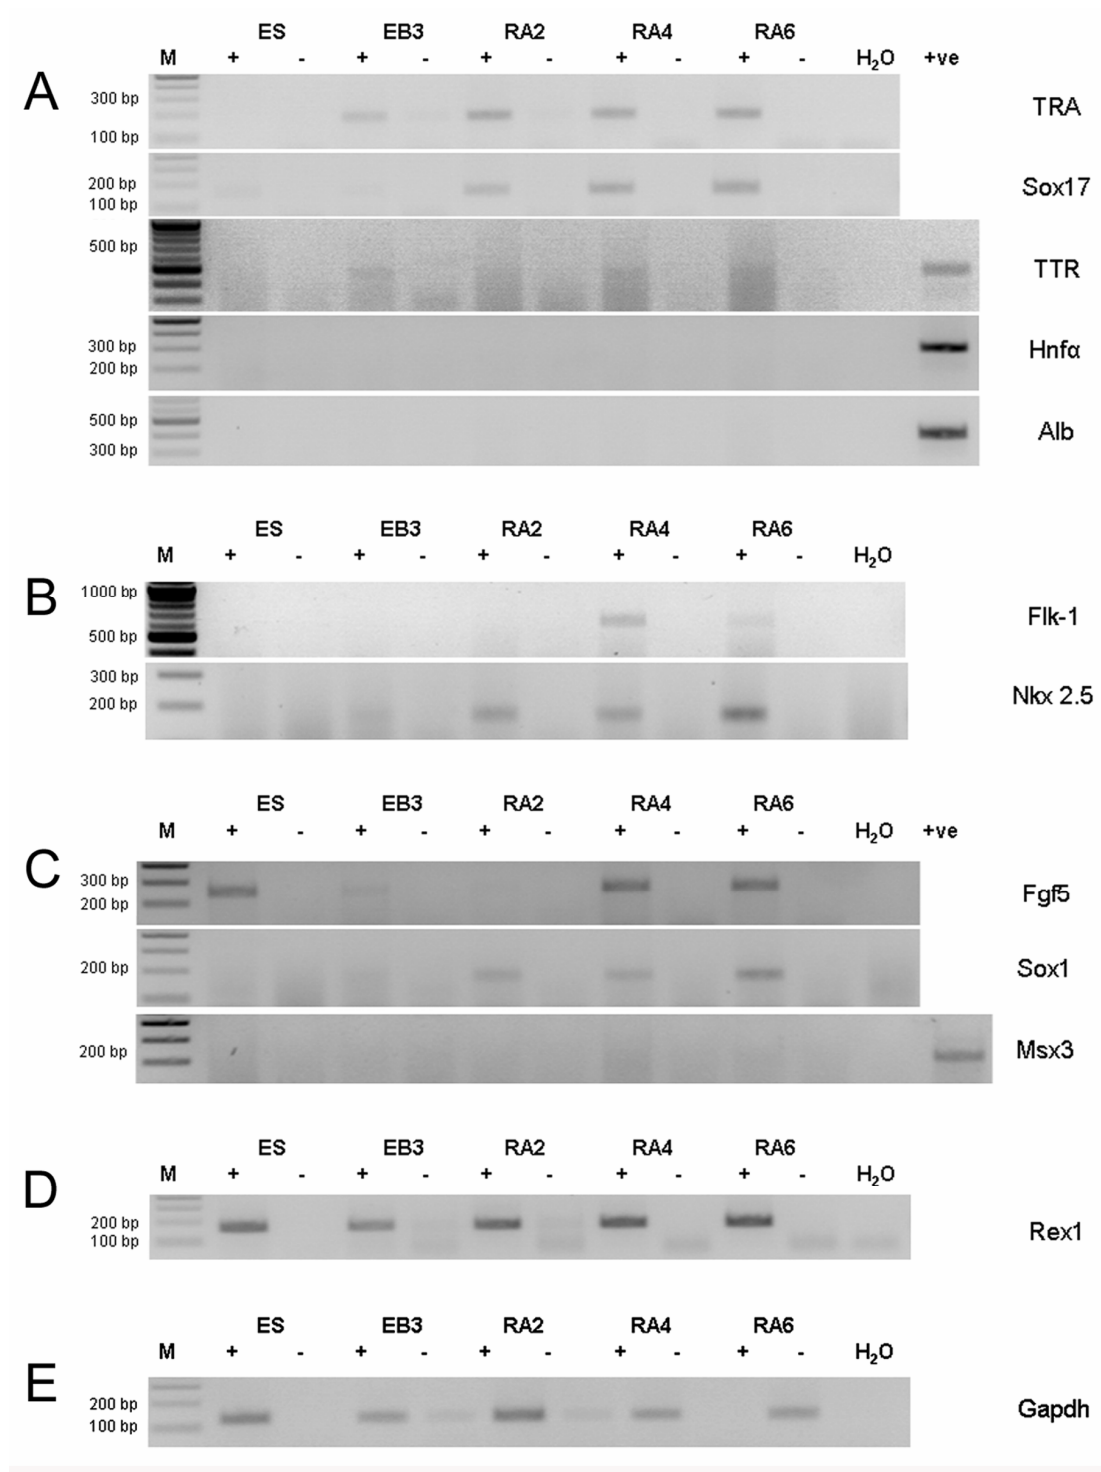 ES EB3 RA2 RA4 RA6
M + - + - + - + - + - H₂O +ve
A
300 bp
100 bp
TRA
200 bp
100 bp
Sox17
500 bp
TTR
300 bp
200 bp
Hnfα
500 bp
300 bp
Alb
ES EB3 RA2 RA4 RA6
M + - + - + - + - + - H₂O
B
1000 bp
500 bp
Flk-1
300 bp
200 bp
Nkx 2.5
ES EB3 RA2 RA4 RA6
M + - + - + - + - + - H₂O +ve
C
300 bp
200 bp
Fgf5
200 bp
Sox1
200 bp
Msx3
ES EB3 RA2 RA4 RA6
M + - + - + - + - + - H₂O
D
200 bp
100 bp
Rex1
ES EB3 RA2 RA4 RA6
M + - + - + - + - + - H₂O
E
200 bp
100 bp
Gapdh